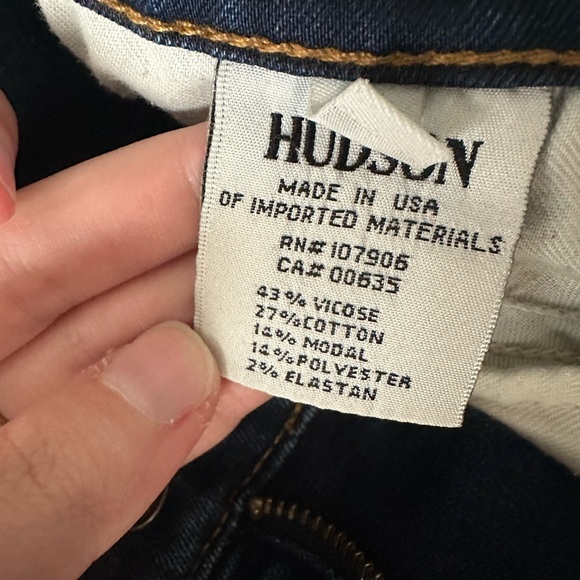 HUDSON
MADE IN USA
OF IMPORTED MATERIALS
RN# 107906
CA# 00635
43% VICOSE
27% COTTON
14% MODAL
14% POLYESTER
2% ELASTAN